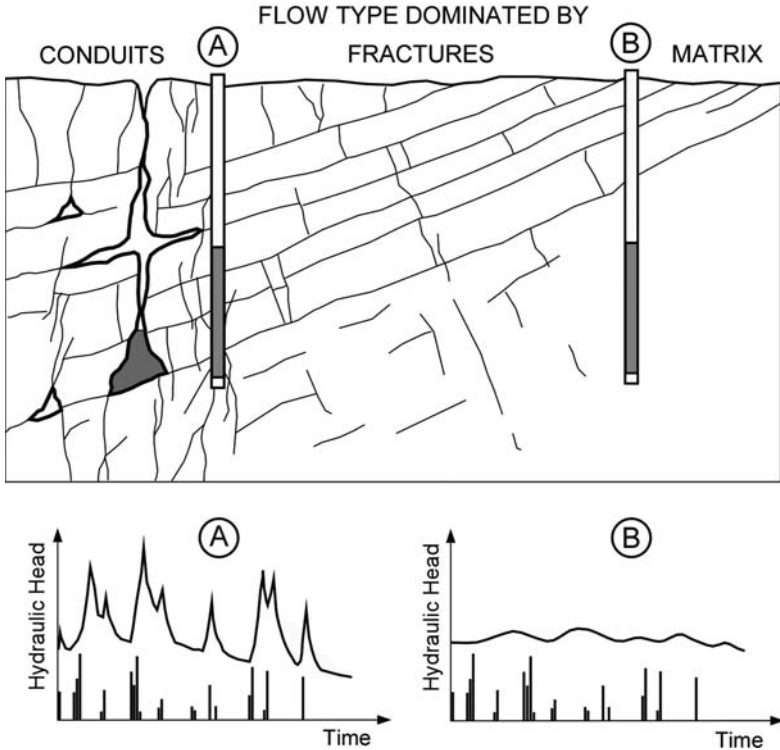 FLOW TYPE DOMINATED BY
CONDUITS
A
FRACTURES
B
MATRIX
A
Hydraulic Head
Time
B
Hydraulic Head
Time